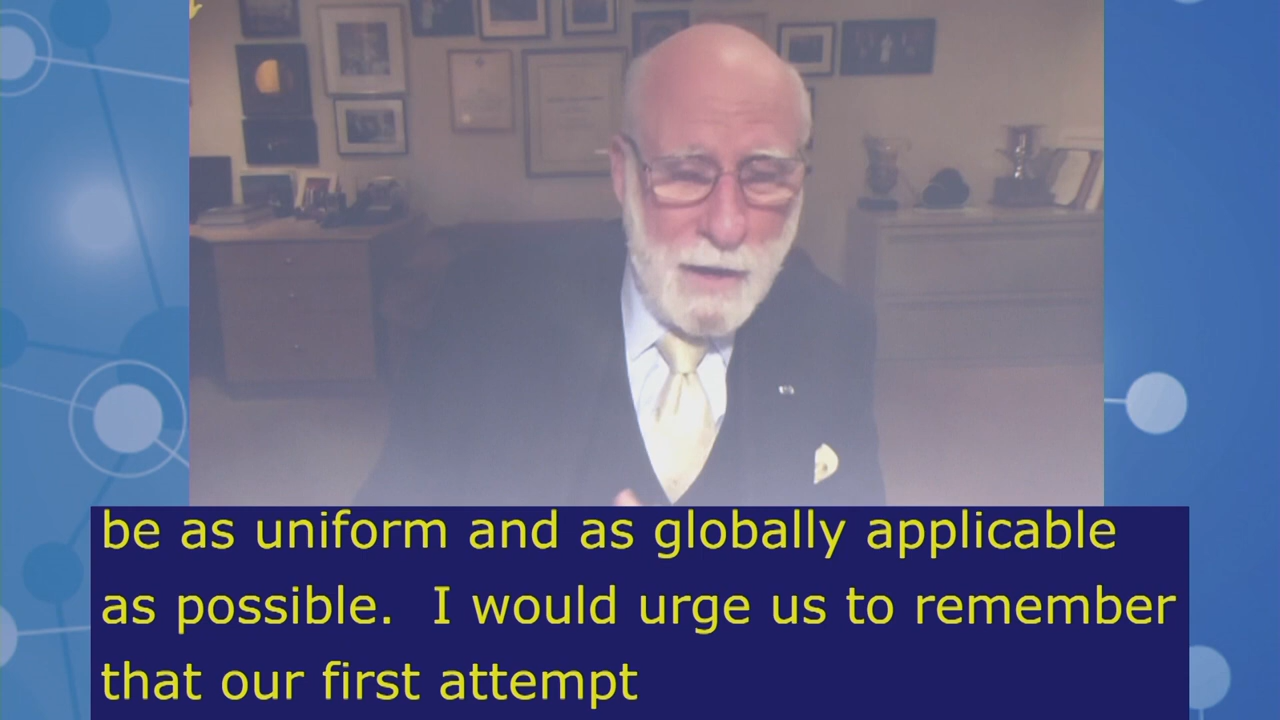 be as uniform and as globally applicable
as possible.  I would urge us to remember
that our first attempt